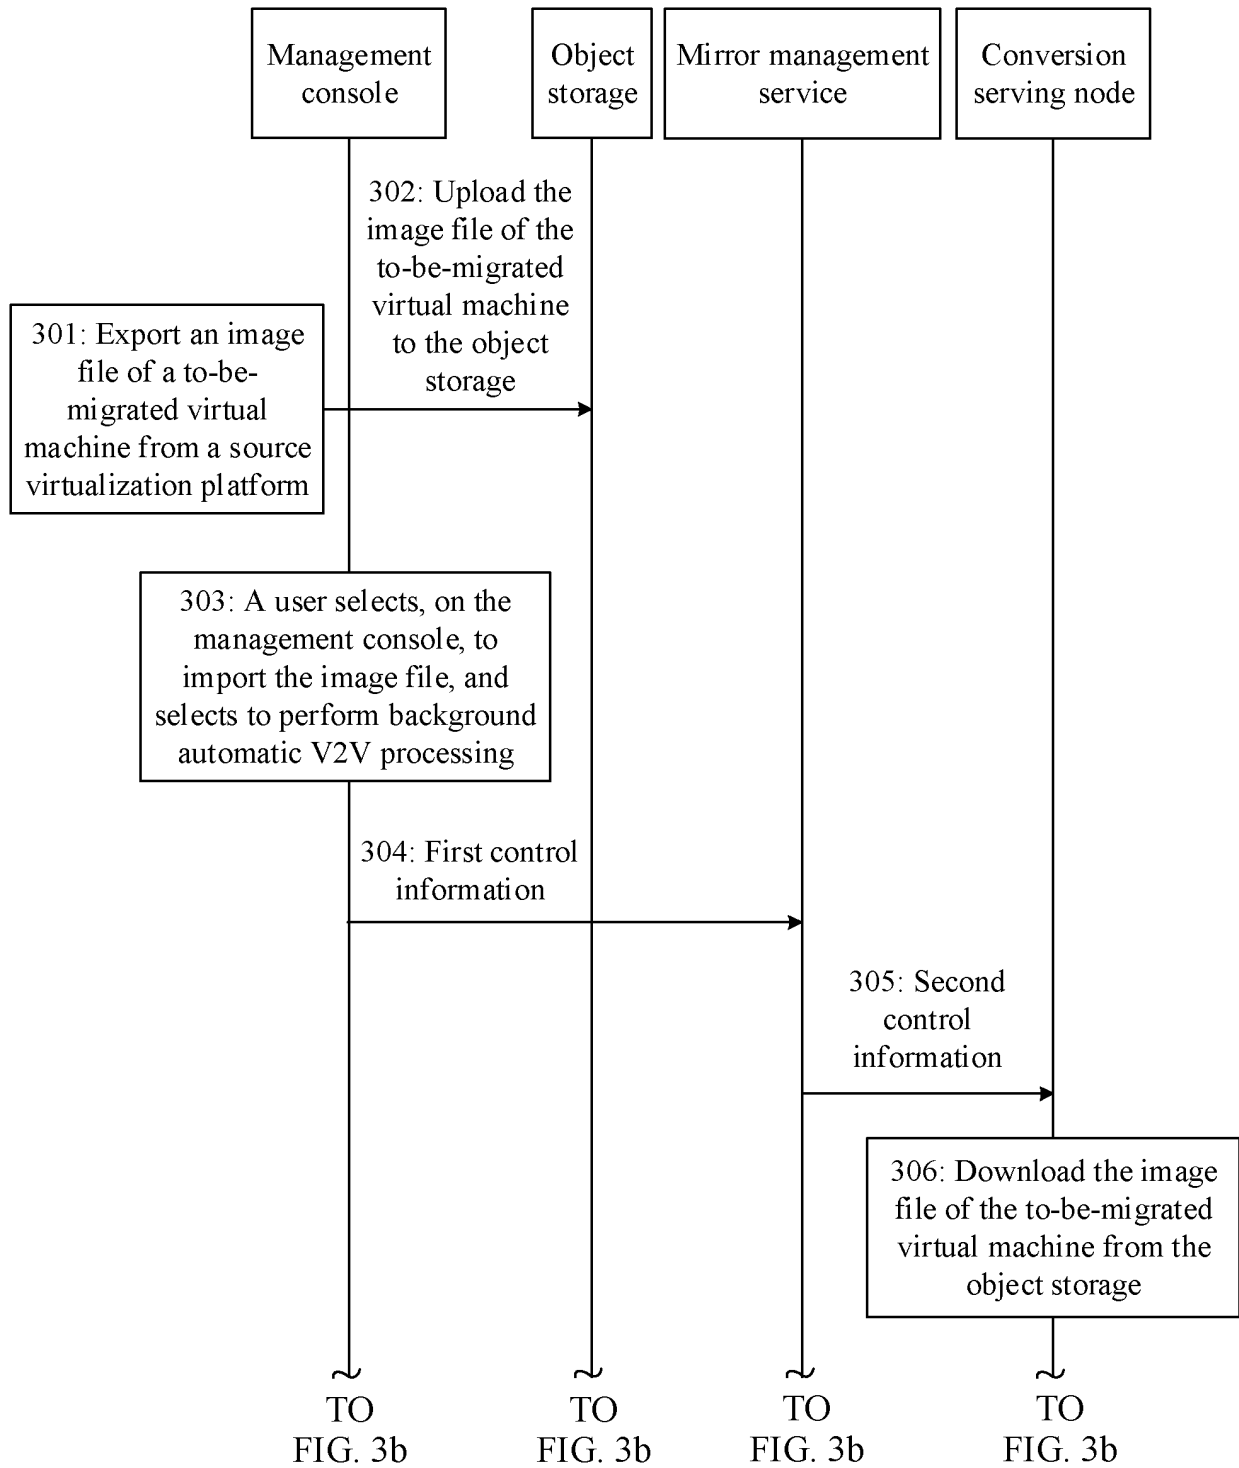 Management
console
Object
storage
Mirror management
service
Conversion
serving node
302: Upload the
image file of the
to-be-migrated
virtual machine
to the object
storage
301: Export an image
file of a to-be-
migrated virtual
machine from a source
virtualization platform
303: A user selects, on the
management console, to
import the image file, and
selects to perform background
automatic V2V processing
304: First control
information
305: Second
control
information
306: Download the image
file of the to-be-migrated
virtual machine from the
object storage
TO
FIG. 3b
TO
FIG. 3b
TO
FIG. 3b
TO
FIG. 3b